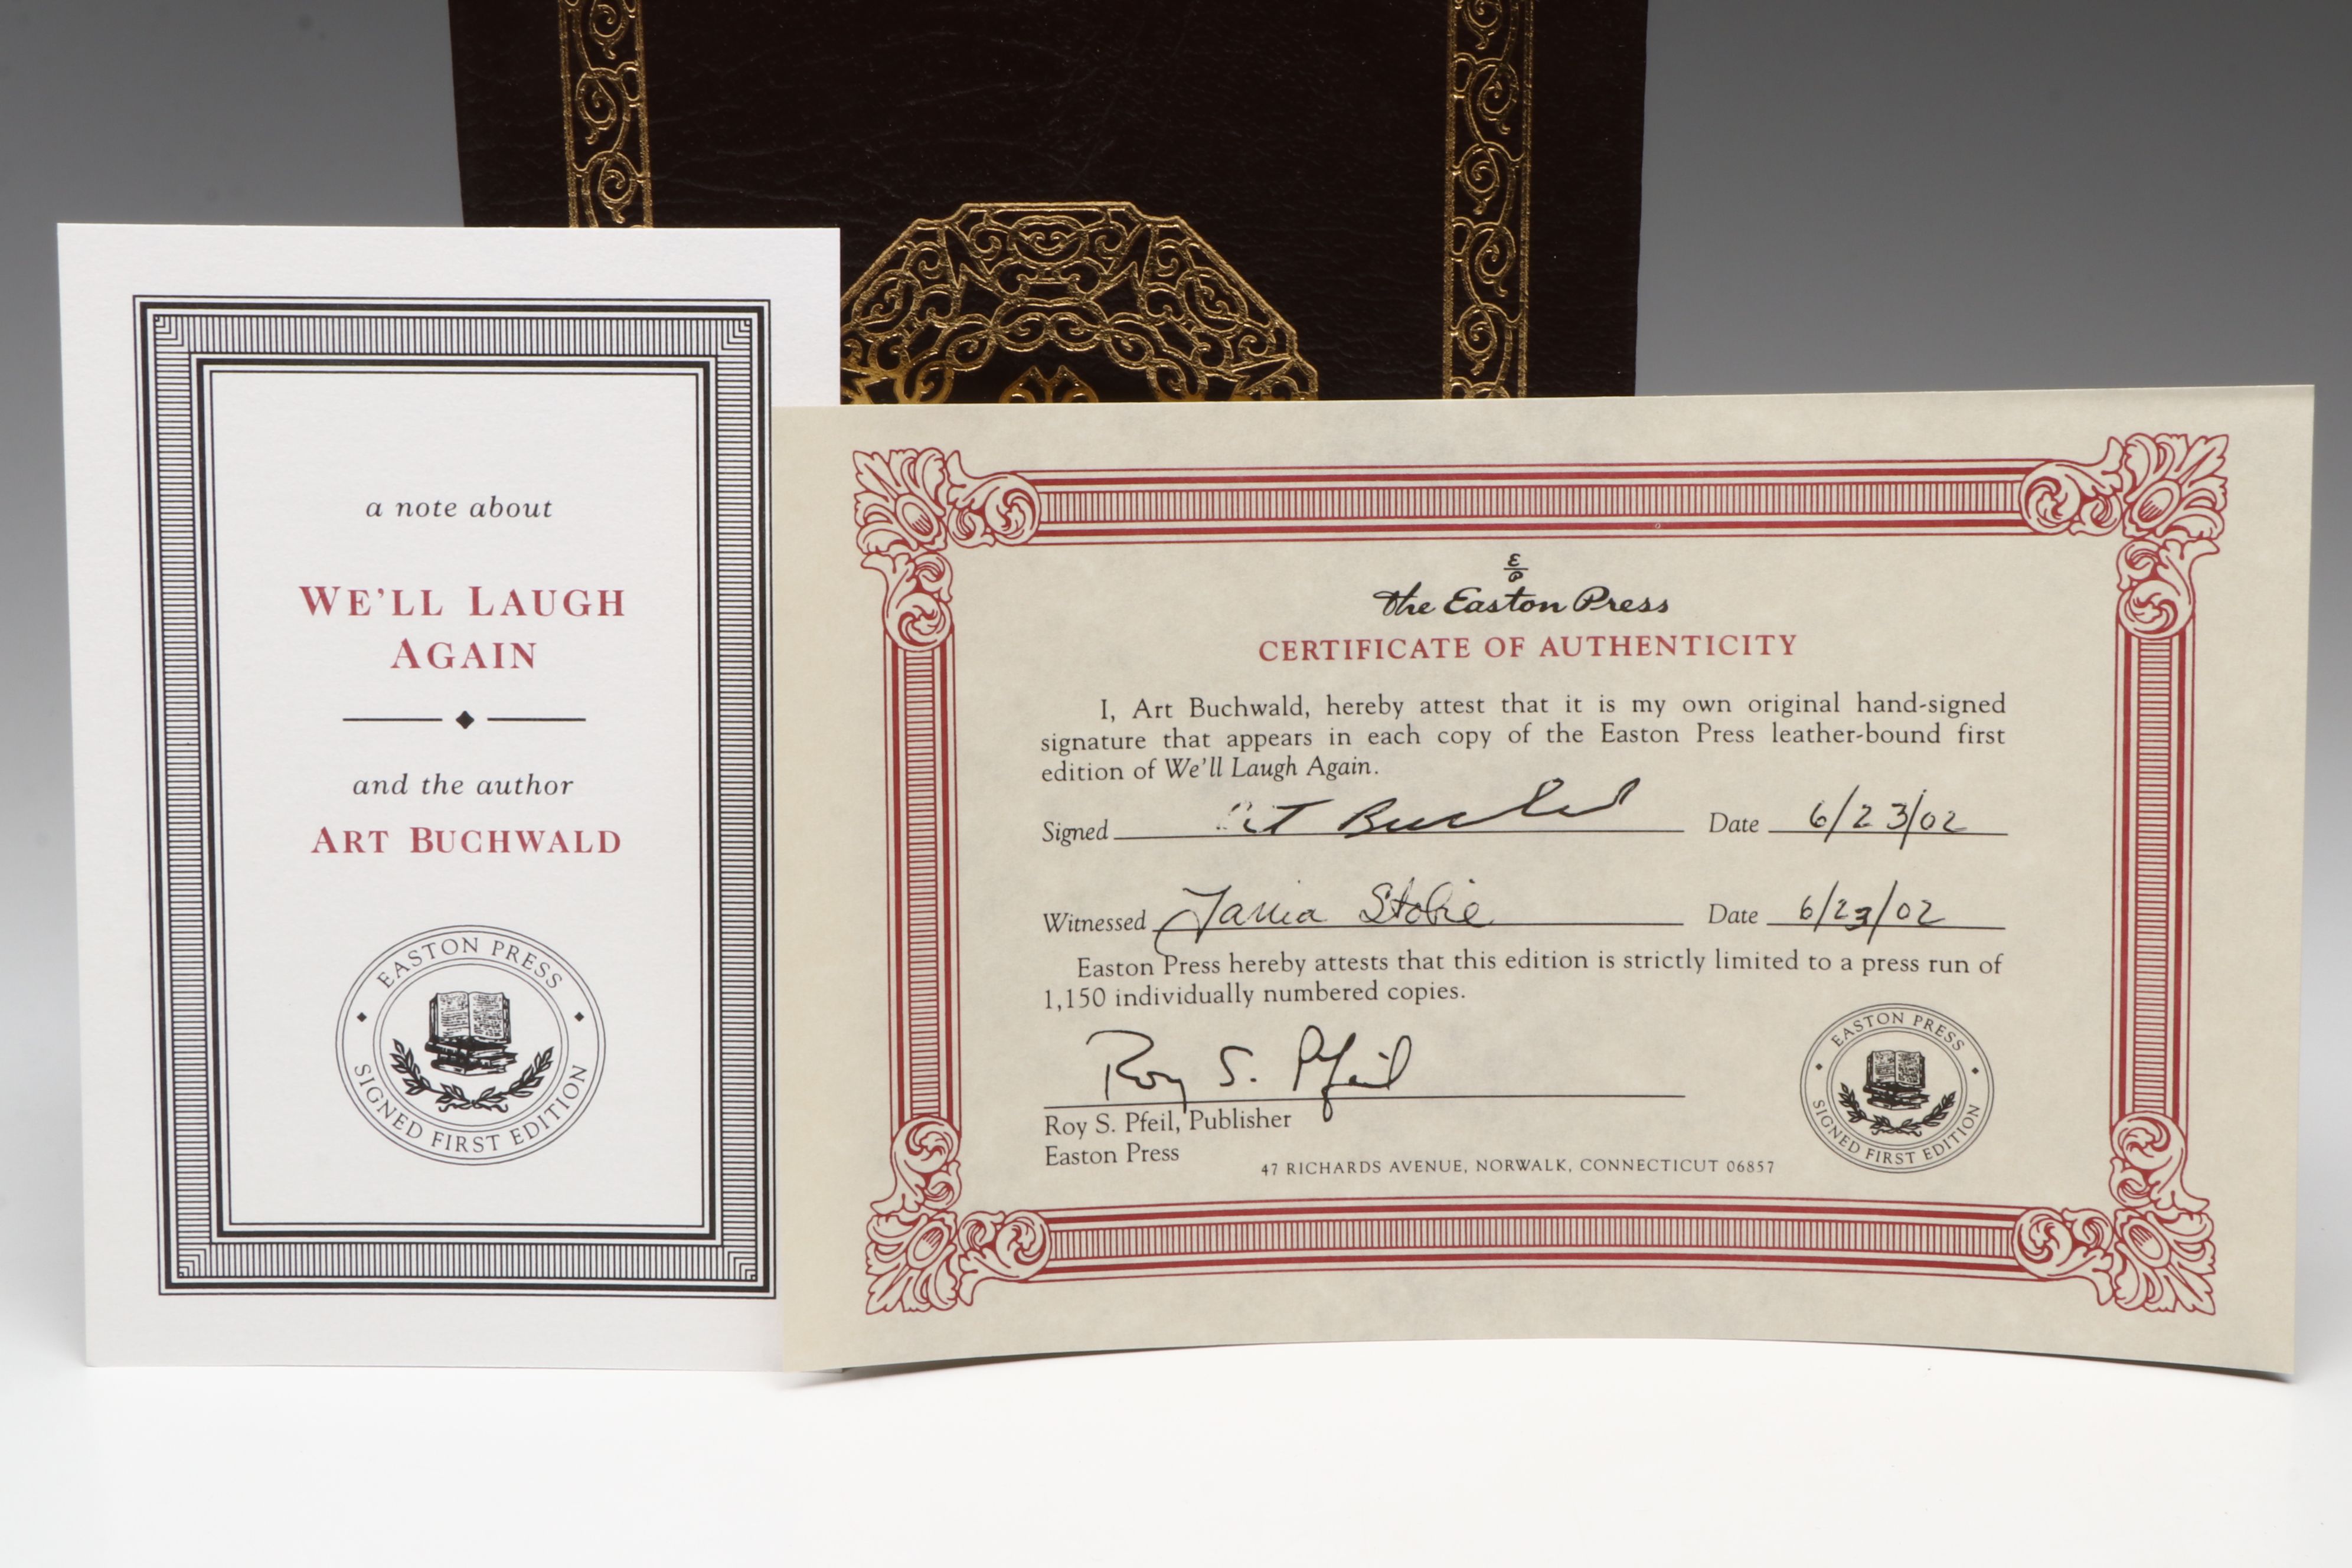 a note about
WE'LL LAUGH
AGAIN
and the author
ART BUCHWALD
EASTON PRESS
SIGNED FIRST EDITION
E
P
the Easton Press
CERTIFICATE OF AUTHENTICITY
I, Art Buchwald, hereby attest that it is my own original hand-signed
signature that appears in each copy of the Easton Press leather-bound first
edition of We'll Laugh Again.
Signed Art Buchwald Date 6/23/02
Witnessed Tania Stobie Date 6/23/02
Easton Press hereby attests that this edition is strictly limited to a press run of
1,150 individually numbered copies.
Roy S. Pfeil
Roy S. Pfeil, Publisher
Easton Press
47 RICHARDS AVENUE, NORWALK, CONNECTICUT 06857
EASTON PRESS
SIGNED FIRST EDITION